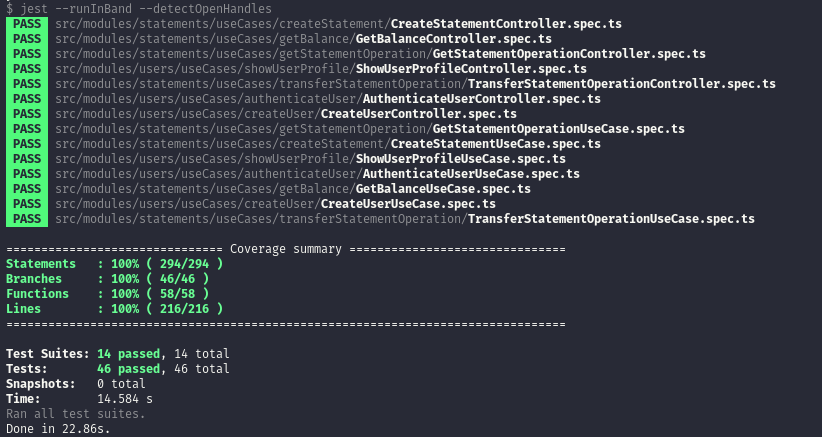 $ jest --runInBand --detectOpenHandles
PASS src/modules/statements/useCases/createStatement/CreateStatementController.spec.ts
PASS src/modules/statements/useCases/getBalance/GetBalanceController.spec.ts
PASS src/modules/statements/useCases/getStatementOperation/GetStatementOperationController.spec.ts
PASS src/modules/users/useCases/showUserProfile/ShowUserProfileController.spec.ts
PASS src/modules/statements/useCases/transferStatementOperation/TransferStatementOperationController.spec.ts
PASS src/modules/users/useCases/authenticateUser/AuthenticateUserController.spec.ts
PASS src/modules/users/useCases/createUser/CreateUserController.spec.ts
PASS src/modules/statements/useCases/getStatementOperation/GetStatementOperationUseCase.spec.ts
PASS src/modules/statements/useCases/createStatement/CreateStatementUseCase.spec.ts
PASS src/modules/users/useCases/showUserProfile/ShowUserProfileUseCase.spec.ts
PASS src/modules/users/useCases/authenticateUser/AuthenticateUserUseCase.spec.ts
PASS src/modules/statements/useCases/getBalance/GetBalanceUseCase.spec.ts
PASS src/modules/users/useCases/createUser/CreateUserUseCase.spec.ts
PASS src/modules/statements/useCases/transferStatementOperation/TransferStatementOperationUseCase.spec.ts
=============================== Coverage summary ===============================
Statements   : 100% ( 294/294 )
Branches     : 100% ( 46/46 )
Functions    : 100% ( 58/58 )
Lines        : 100% ( 216/216 )
================================================================================
Test Suites: 14 passed, 14 total
Tests:       46 passed, 46 total
Snapshots:   0 total
Time:        14.584 s
Ran all test suites.
Done in 22.86s.